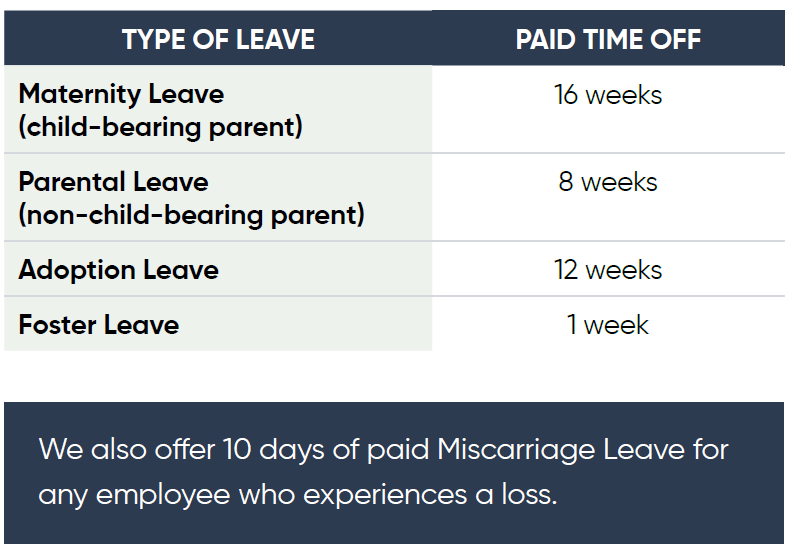 TYPE OF LEAVE PAID TIME OFF
Maternity Leave 16 weeks
(child-bearing parent)
Parental Leave 8 weeks
(non-child-bearing parent)
Adoption Leave 12 weeks
Foster Leave 1 week
We also offer 10 days of paid Miscarriage Leave for
any employee who experiences a loss.